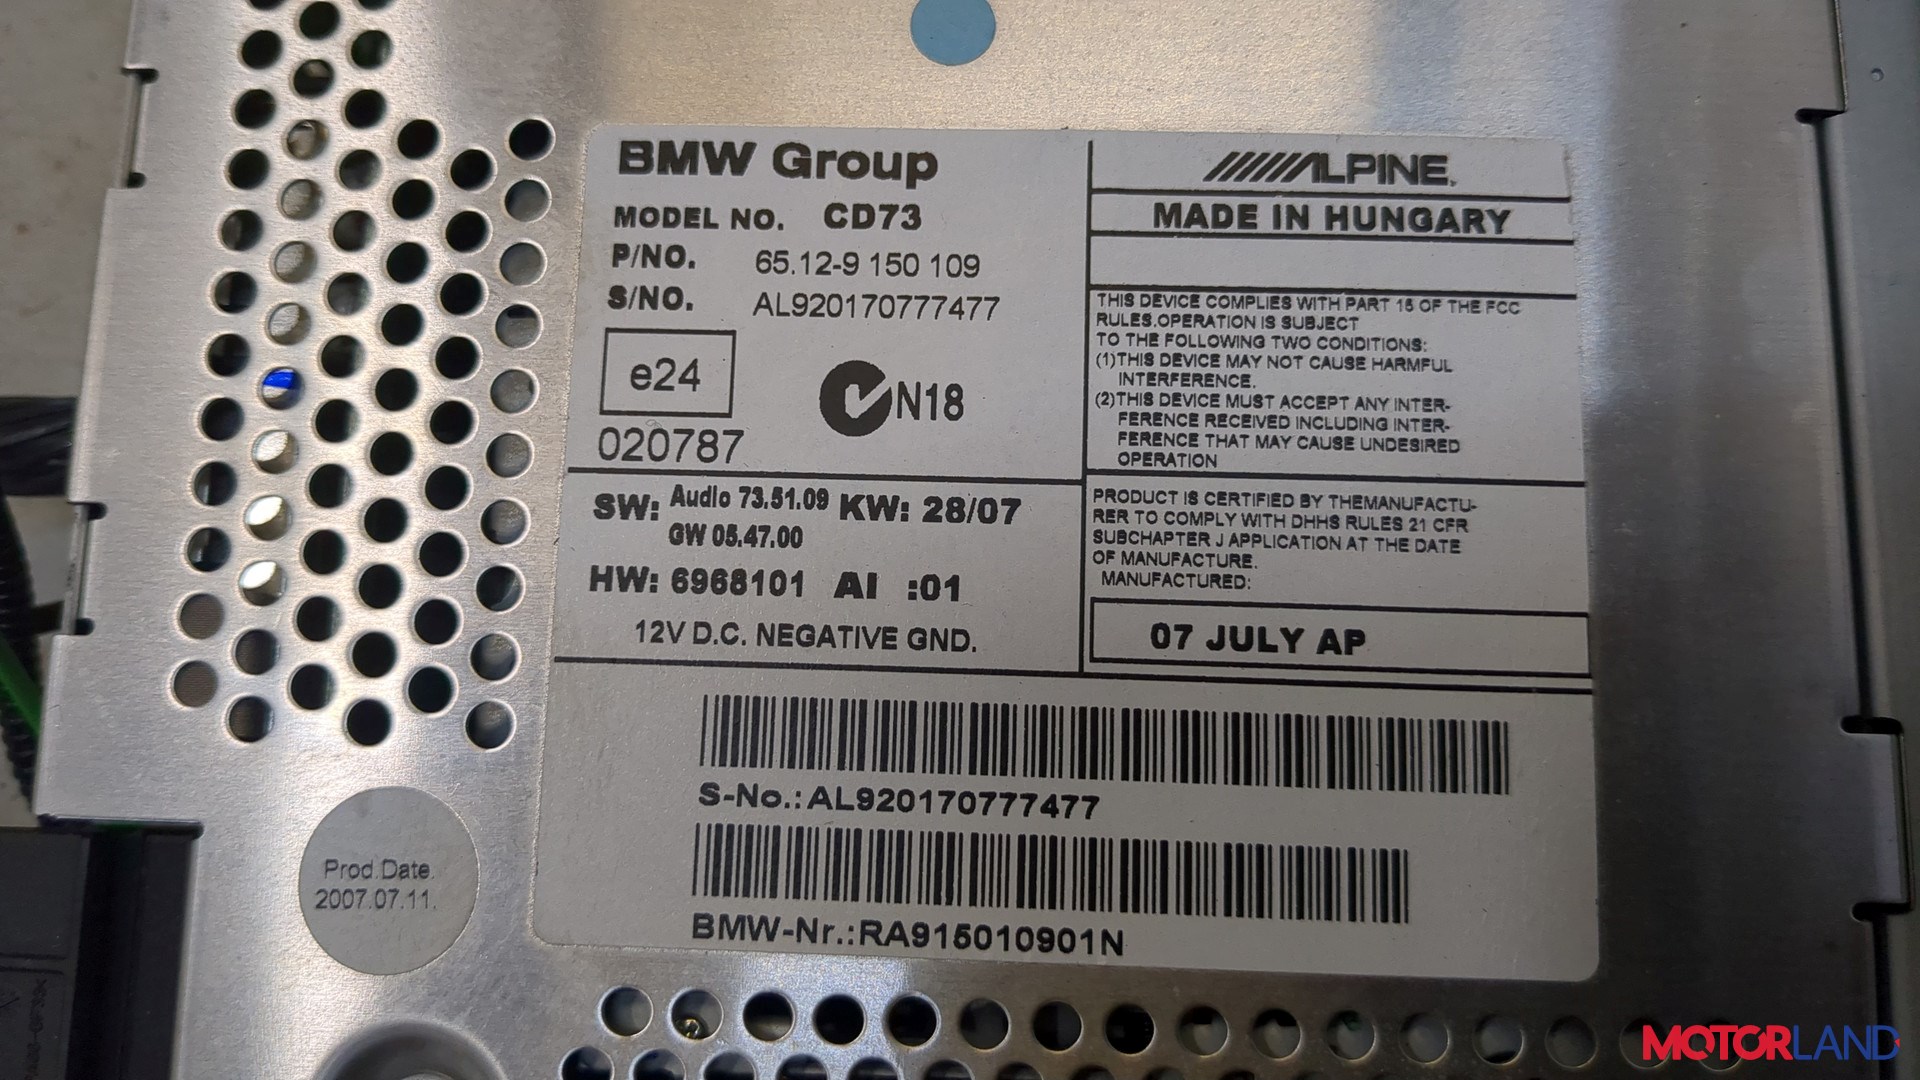 BMW Group
MODEL NO. CD73
P/NO. 65.12-9 150 109
S/NO. AL920170777477
e24
N18
020787
SW: Audio 73.51.09 KW: 28/07
GW 05.47.00
HW: 6968101 AI :01
12V D.C. NEGATIVE GND.
ALPINE
MADE IN HUNGARY
THIS DEVICE COMPLIES WITH PART 15 OF THE FCC
RULES.OPERATION IS SUBJECT
TO THE FOLLOWING TWO CONDITIONS:
(1)THIS DEVICE MAY NOT CAUSE HARMFUL
INTERFERENCE.
(2)THIS DEVICE MUST ACCEPT ANY INTER-
FERENCE RECEIVED INCLUDING INTER-
FERENCE THAT MAY CAUSE UNDESIRED
OPERATION
PRODUCT IS CERTIFIED BY THEMANUFACTU-
RER TO COMPLY WITH DHHS RULES 21 CFR
SUBCHAPTER J APPLICATION AT THE DATE
OF MANUFACTURE.
MANUFACTURED:
07 JULY AP
S-No.:AL920170777477
BMW-Nr.:RA915010901N
Prod.Date.
2007.07.11.
MOTORLAND